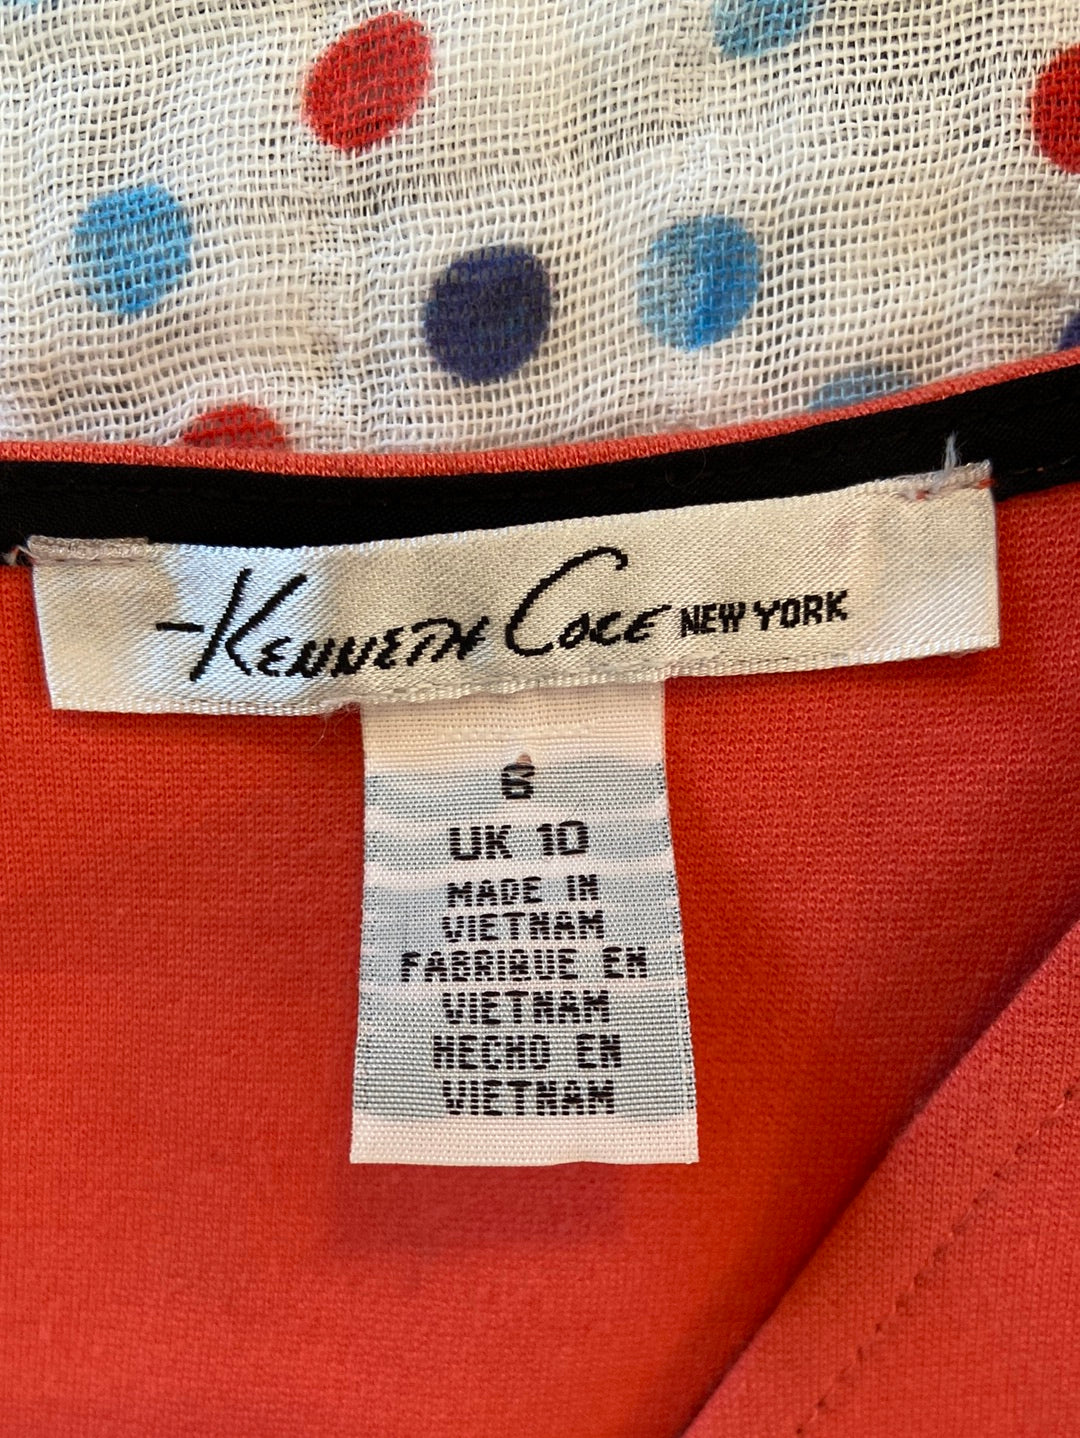 Kenneth Cole NEW YORK
6
UK 10
MADE IN
VIETNAM
FABRIQUE EN
VIETNAM
HECHO EN
VIETNAM